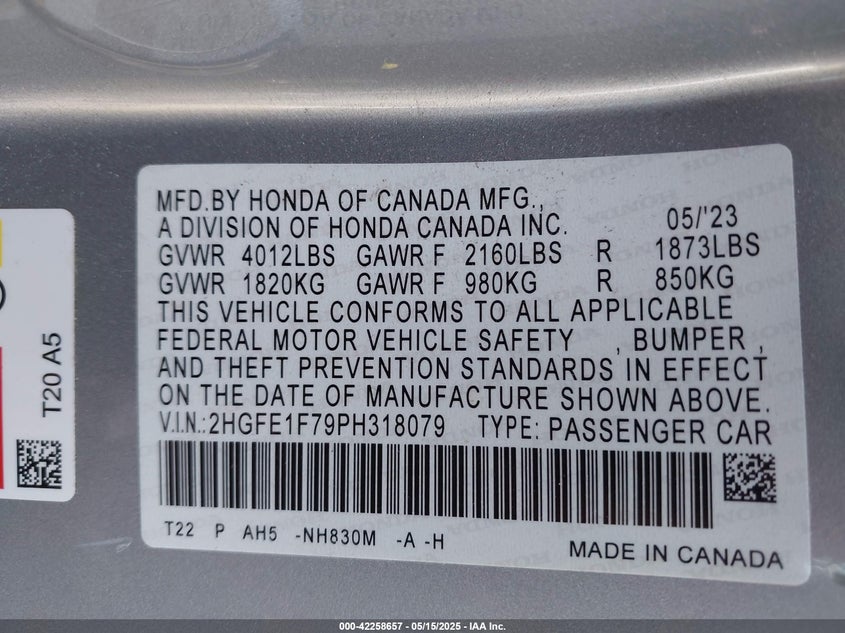 MFD.BY HONDA OF CANADA MFG.,
A DIVISION OF HONDA CANADA INC. 05/'23
GVWR 4012LBS GAWR F 2160LBS R 1873LBS
GVWR 1820KG GAWR F 980KG R 850KG
THIS VEHICLE CONFORMS TO ALL APPLICABLE
FEDERAL MOTOR VEHICLE SAFETY , BUMPER ,
AND THEFT PREVENTION STANDARDS IN EFFECT
ON THE DATE OF MANUFACTURE SHOWN ABOVE.
V.I.N.: 2HGFE1F79PH318079 TYPE: PASSENGER CAR
T22 P AH5 -NH830M -A -H
MADE IN CANADA
T20 A5
000-42258657 - 05/15/2025 - IAA Inc.